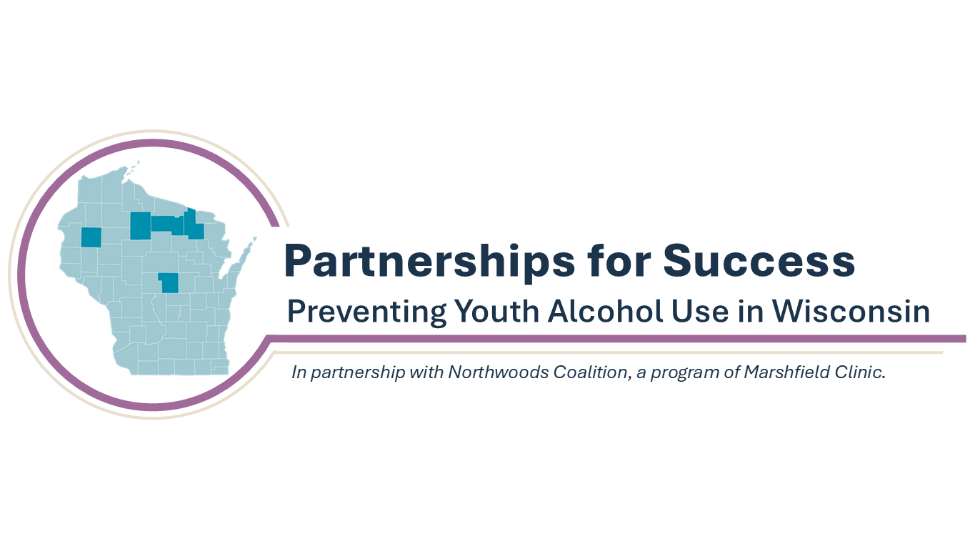 Partnerships for Success
Preventing Youth Alcohol Use in Wisconsin
In partnership with Northwoods Coalition, a program of Marshfield Clinic.